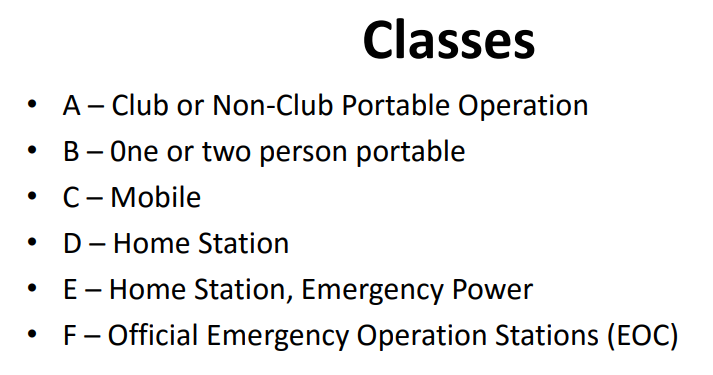 Classes
• A – Club or Non-Club Portable Operation
• B – 0ne or two person portable
• C – Mobile
• D – Home Station
• E – Home Station, Emergency Power
• F – Official Emergency Operation Stations (EOC)